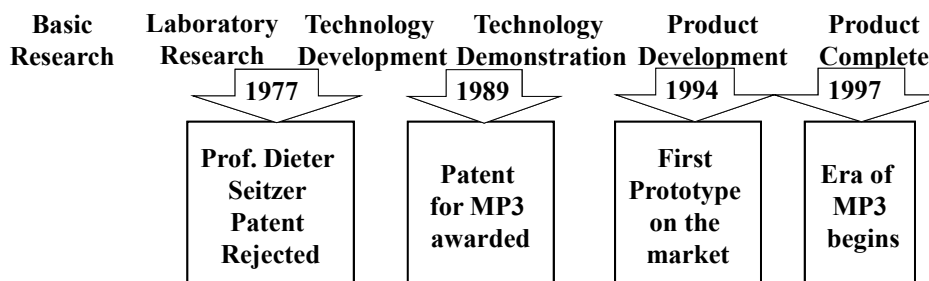 Basic
Research
Laboratory
Research
Technology
Development
Technology
Demonstration
Product
Development
Product
Complete
1977
1989
1994
1997
Prof. Dieter
Seitzer
Patent
Rejected
Patent
for MP3
awarded
First
Prototype
on the
market
Era of
MP3
begins